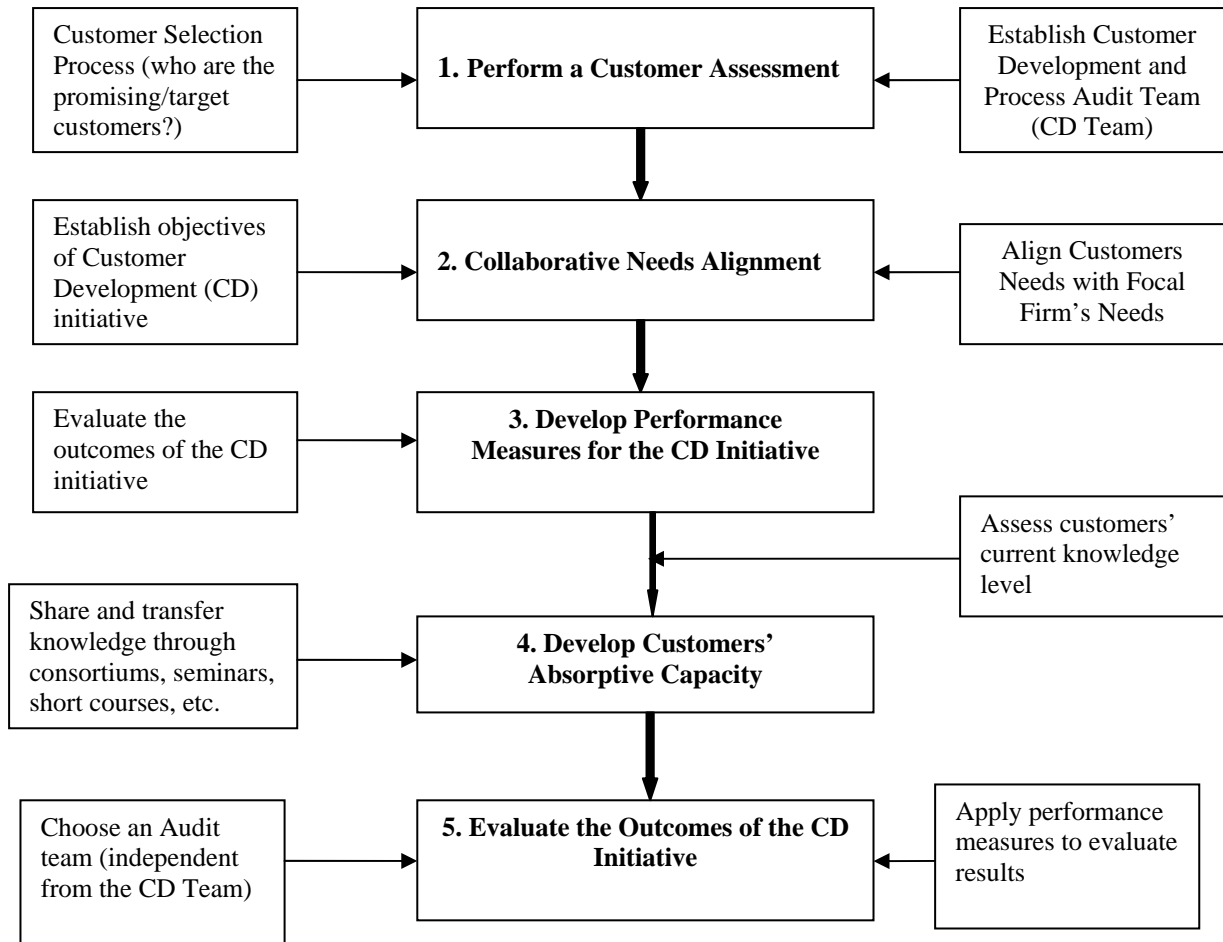 Customer Selection
Process (who are the
promising/target
customers?)
1. Perform a Customer Assessment
Establish Customer
Development and
Process Audit Team
(CD Team)
Establish objectives
of Customer
Development (CD)
initiative
2. Collaborative Needs Alignment
Align Customers
Needs with Focal
Firm’s Needs
Evaluate the
outcomes of the CD
initiative
3. Develop Performance
Measures for the CD Initiative
Assess customers’
current knowledge
level
Share and transfer
knowledge through
consortiums, seminars,
short courses, etc.
4. Develop Customers’
Absorptive Capacity
Choose an Audit
team (independent
from the CD Team)
5. Evaluate the Outcomes of the CD
Initiative
Apply performance
measures to evaluate
results